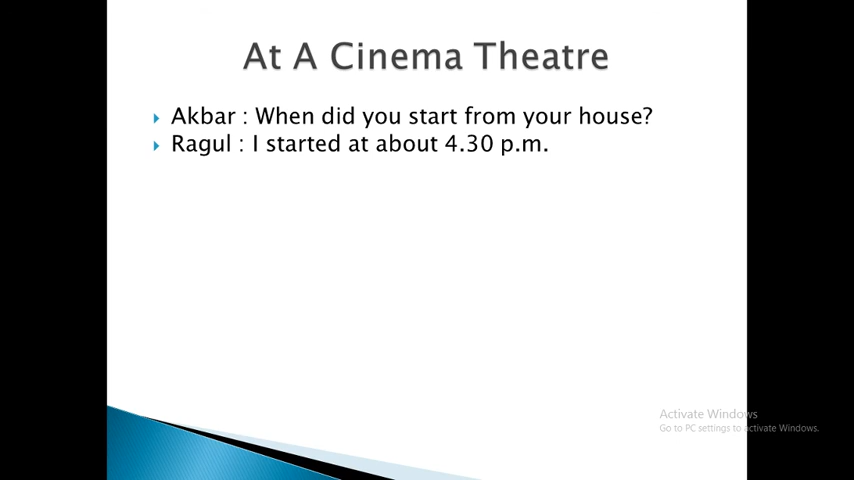 At A Cinema Theatre
Akbar : When did you start from your house?
Ragul : I started at about 4.30 p.m.
Activate Windows
Go to PC settings to activate Windows.